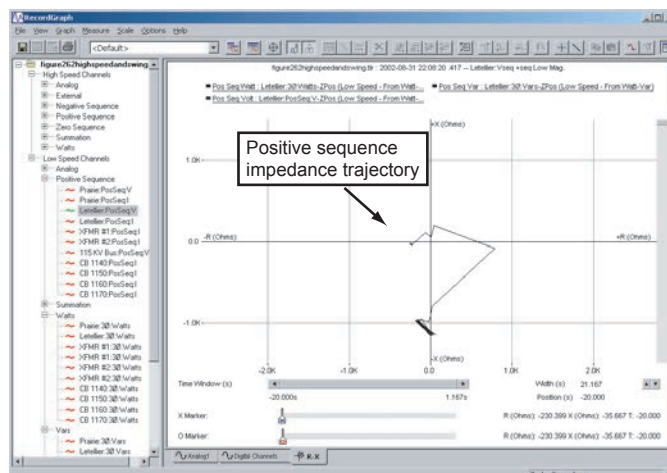 RecordGraph
File View Graph Measure Scale Options Help
<Default>
figure262highspeedandswing
High Speed Channels
Analog
External
Negative Sequence
Positive Sequence
Zero Sequence
Summation
Watts
Low Speed Channels
Analog
Positive Sequence
Prairie:PosSeqV
Prairie:PosSeqI
Letellier:PosSeqV
Letellier:PosSeqI
XFMR #1:PosSeqI
XFMR #2:PosSeqI
115 KV Bus:PosSeqV
CB 1140:PosSeqI
CB 1150:PosSeqI
CB 1160:PosSeqI
CB 1170:PosSeqI
Summation
Watts
Prairie:3Ø:Watts
Letellier:3Ø:Watts
XFMR #1:3Ø:Watts
XFMR #2:3Ø:Watts
XFMR #2:3Ø:Watts
CB 1140:3Ø:Watts
CB 1150:3Ø:Watts
CB 1160:3Ø:Watts
CB 1170:3Ø:Watts
Vars
Prairie:3Ø:Vars
Letellier:3Ø:Vars
figure262highspeedandswing.tlr : 2002-08-31 22:08:20 .417 -- Letellier:Vseq +seq Low Mag.
Pos Seq Watt : Letellier:3Ø:Watts-ZPos (Low Speed - From Watt-...
Pos Seq Var : Letellier:3Ø:Vars-ZPos (Low Speed - From Watt-Var)
Pos Seq Volt : Letellier:PosSeqV-ZPos (Low Speed - From Watt-...
+X (Ohms)
Positive sequence
impedance trajectory
1.0K
0.0
-R (Ohms)
+R (Ohms)
-1.0K
-X (Ohms)
-2.0K -1.0K 0.0 1.0K 2.0K
Time Window (s)
Width (s) 21.167
-20.000s 1.167s
Position (s) -20.000
X Marker:
R (Ohms): -230.399 X (Ohms): -35.667 T: -20.000
O Marker:
R (Ohms): -230.399 X (Ohms): -35.667 T: -20.000
Analog1 Digital Channels R-X